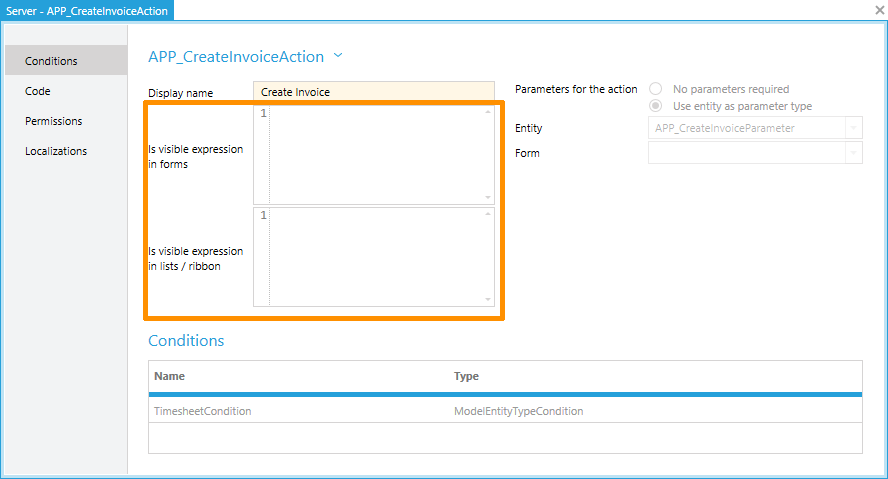 Server - APP_CreateInvoiceAction
Conditions
Code
Permissions
Localizations
APP_CreateInvoiceAction
Display name
Create Invoice
Is visible expression
in forms
1
Is visible expression
in lists / ribbon
1
Parameters for the action
No parameters required
Use entity as parameter type
Entity
APP_CreateInvoiceParameter
Form
Conditions
Name Type
TimesheetCondition ModelEntityTypeCondition